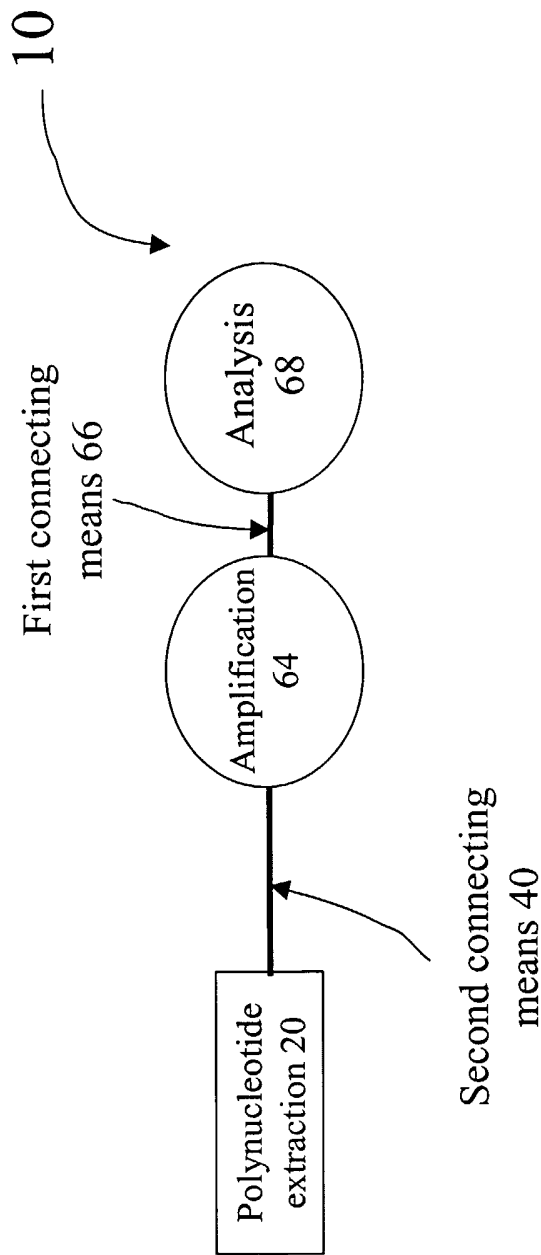 10
First connecting
means 66
Analysis
68
Amplification
64
Polynucleotide
extraction 20
Second connecting
means 40